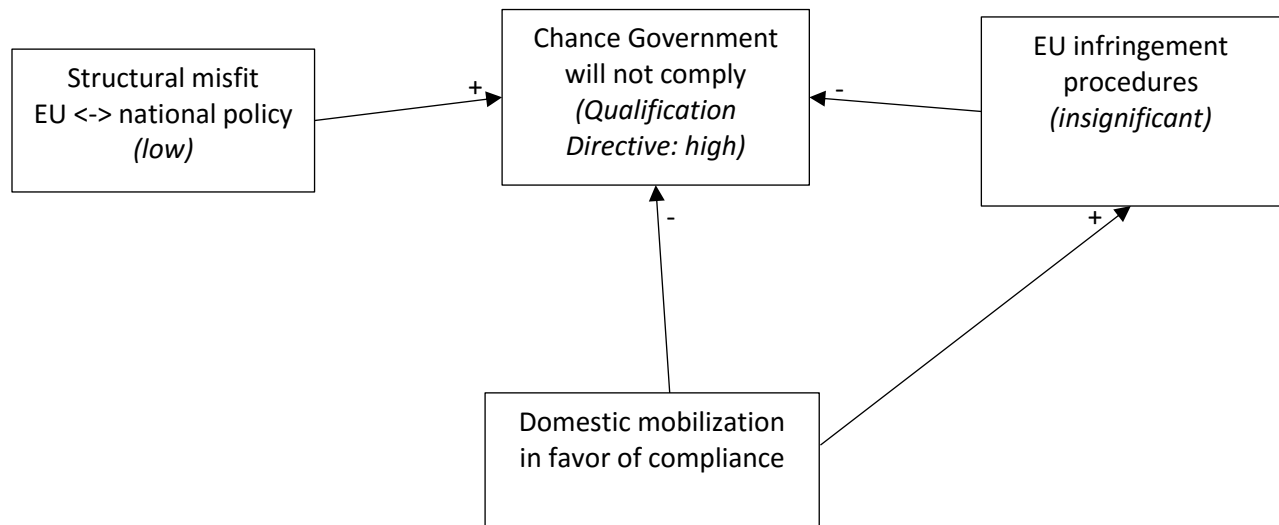 Structural misfit
EU <-> national policy
(low)
+
Chance Government
will not comply
(Qualification
Directive: high)
-
EU infringement
procedures
(insignificant)
-
+
Domestic mobilization
in favor of compliance